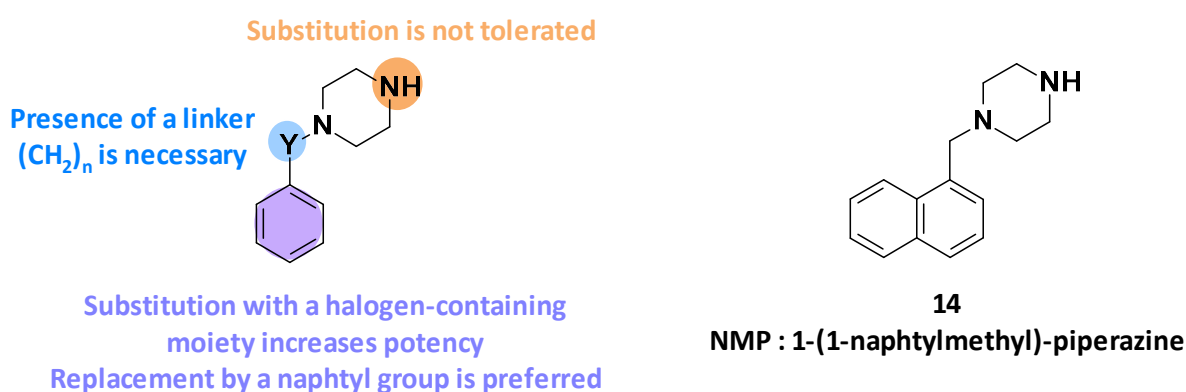 Substitution is not tolerated
NH
N
Presence of a linker
(CH2)n is necessary
Y
Substitution with a halogen-containing
moiety increases potency
Replacement by a naphtyl group is preferred
NH
N
14
NMP : 1-(1-naphtylmethyl)-piperazine